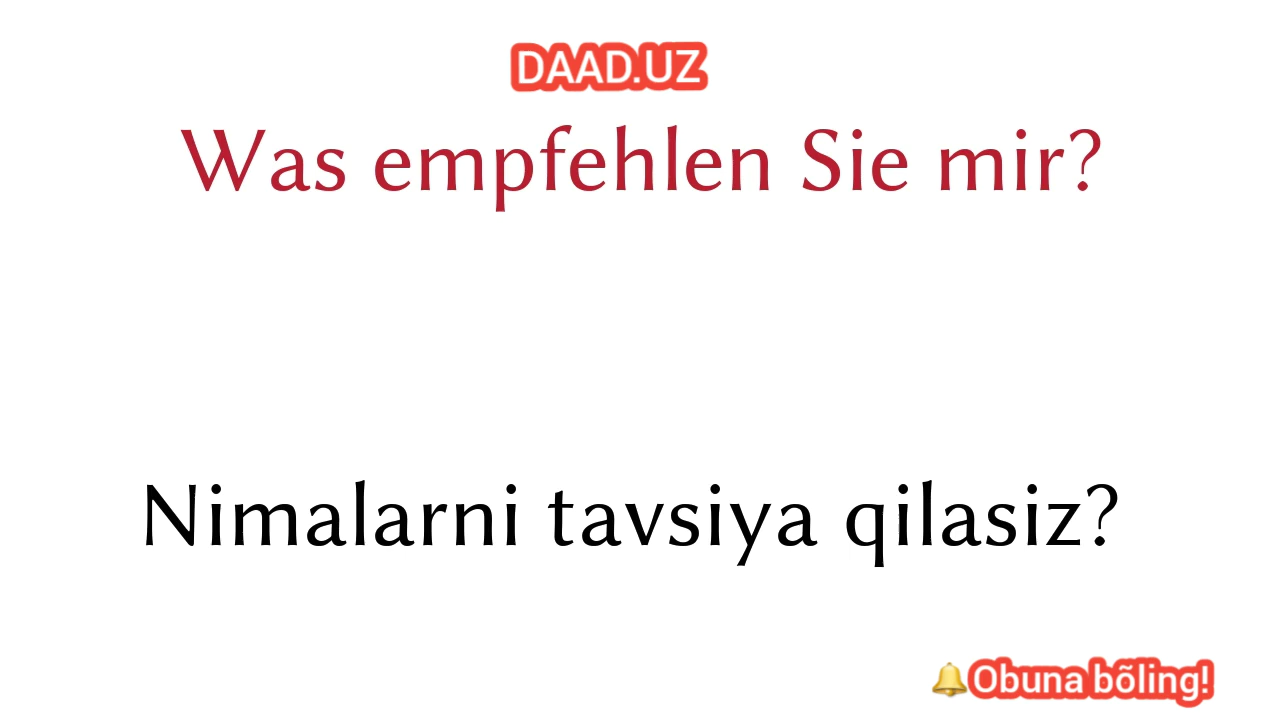 DAAD.UZ
Was empfehlen Sie mir?
Nimalarni tavsiya qilasiz?
🔔Obuna bõling!